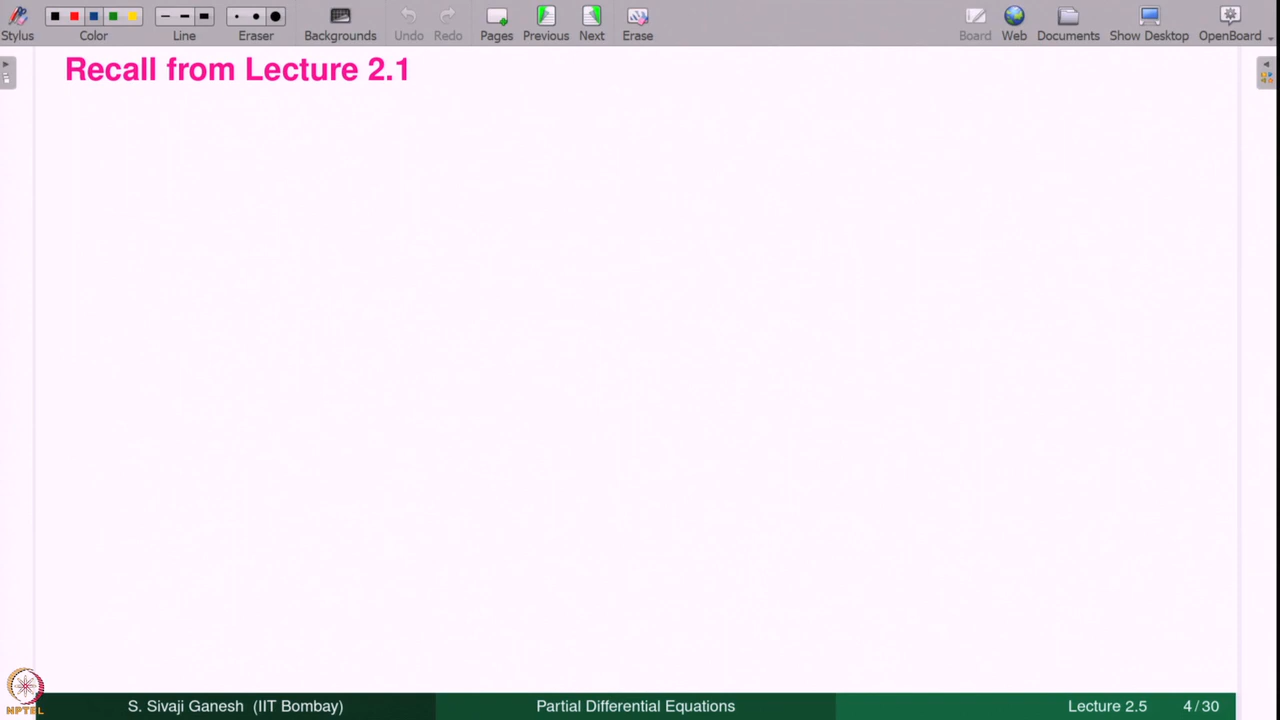 Stylus Color Line Eraser Backgrounds Undo Redo Pages Previous Next Erase Board Web Documents Show Desktop OpenBoard
Recall from Lecture 2.1
NPTEL
S. Sivaji Ganesh (IIT Bombay) Partial Differential Equations Lecture 2.5 4/30